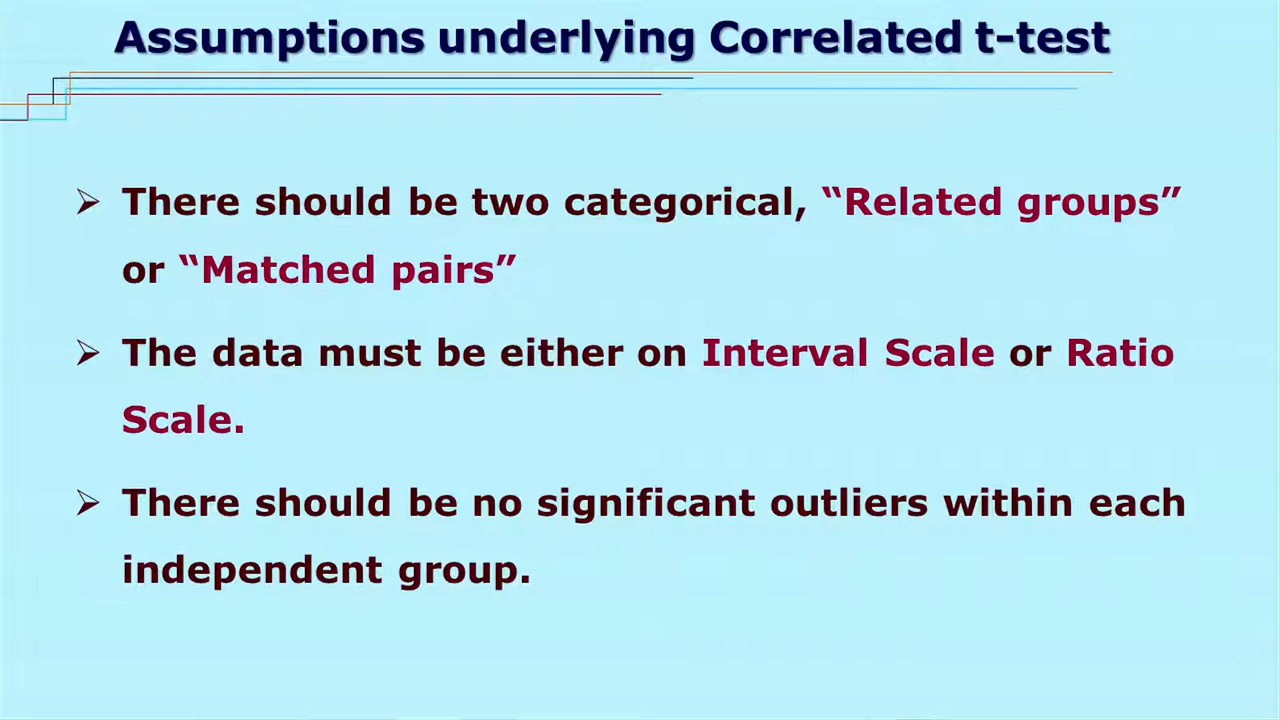 Assumptions underlying Correlated t-test
➢ There should be two categorical, “Related groups”
or “Matched pairs”
➢ The data must be either on Interval Scale or Ratio
Scale.
➢ There should be no significant outliers within each
independent group.